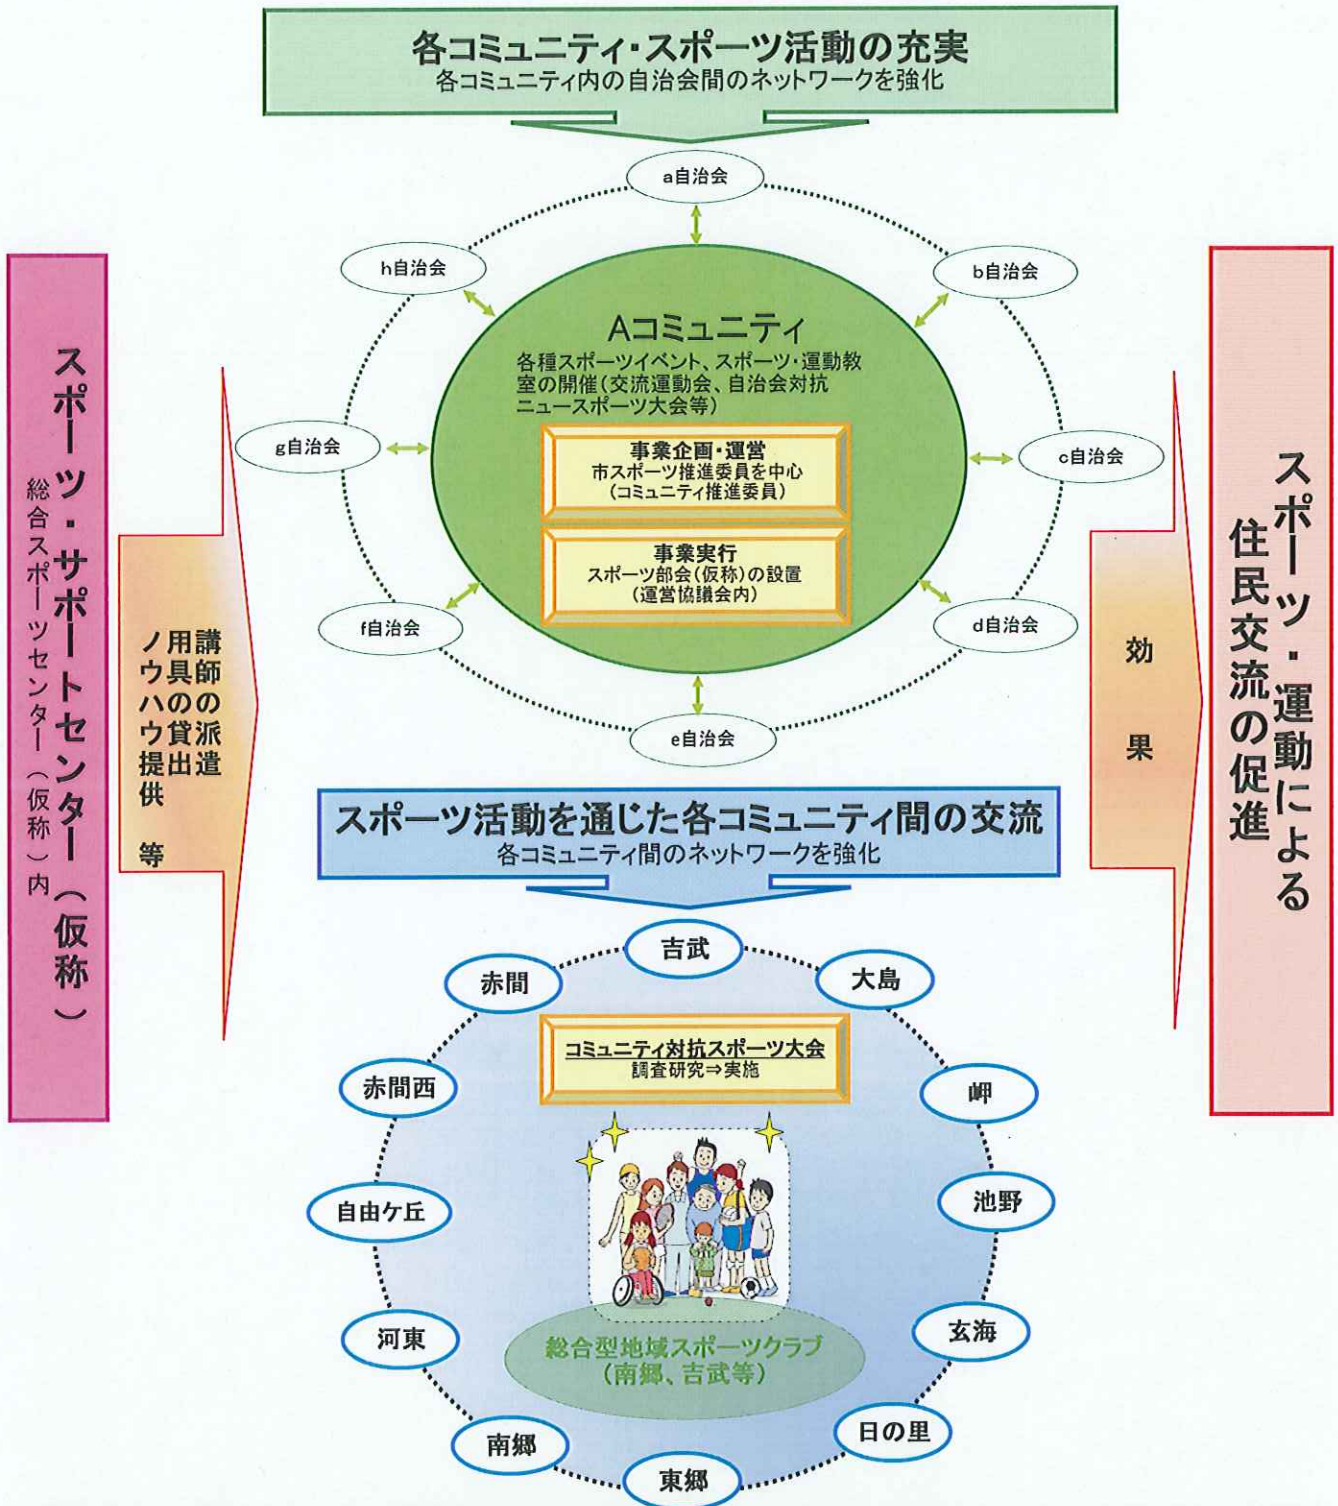 各コミュニティ・スポーツ活動の充実
各コミュニティ内の自治会間のネットワークを強化
スポーツ・サポートセンター（仮称）
総合スポーツセンター（仮称）内
講師の派遣
用具の貸出
ノウハウ提供　等
a自治会
b自治会
c自治会
d自治会
e自治会
f自治会
g自治会
h自治会
Aコミュニティ
各種スポーツイベント、スポーツ・運動教
室の開催(交流運動会、自治会対抗
ニュースポーツ大会等)
事業企画・運営
市スポーツ推進委員を中心
(コミュニティ推進委員)
事業実行
スポーツ部会(仮称)の設置
(運営協議会内)
効果
スポーツ・運動による
住民交流の促進
スポーツ活動を通じた各コミュニティ間の交流
各コミュニティ間のネットワークを強化
吉武
大島
岬
池野
玄海
日の里
東郷
南郷
河東
自由ケ丘
赤間西
赤間
コミュニティ対抗スポーツ大会
調査研究⇒実施
総合型地域スポーツクラブ
(南郷、吉武等)